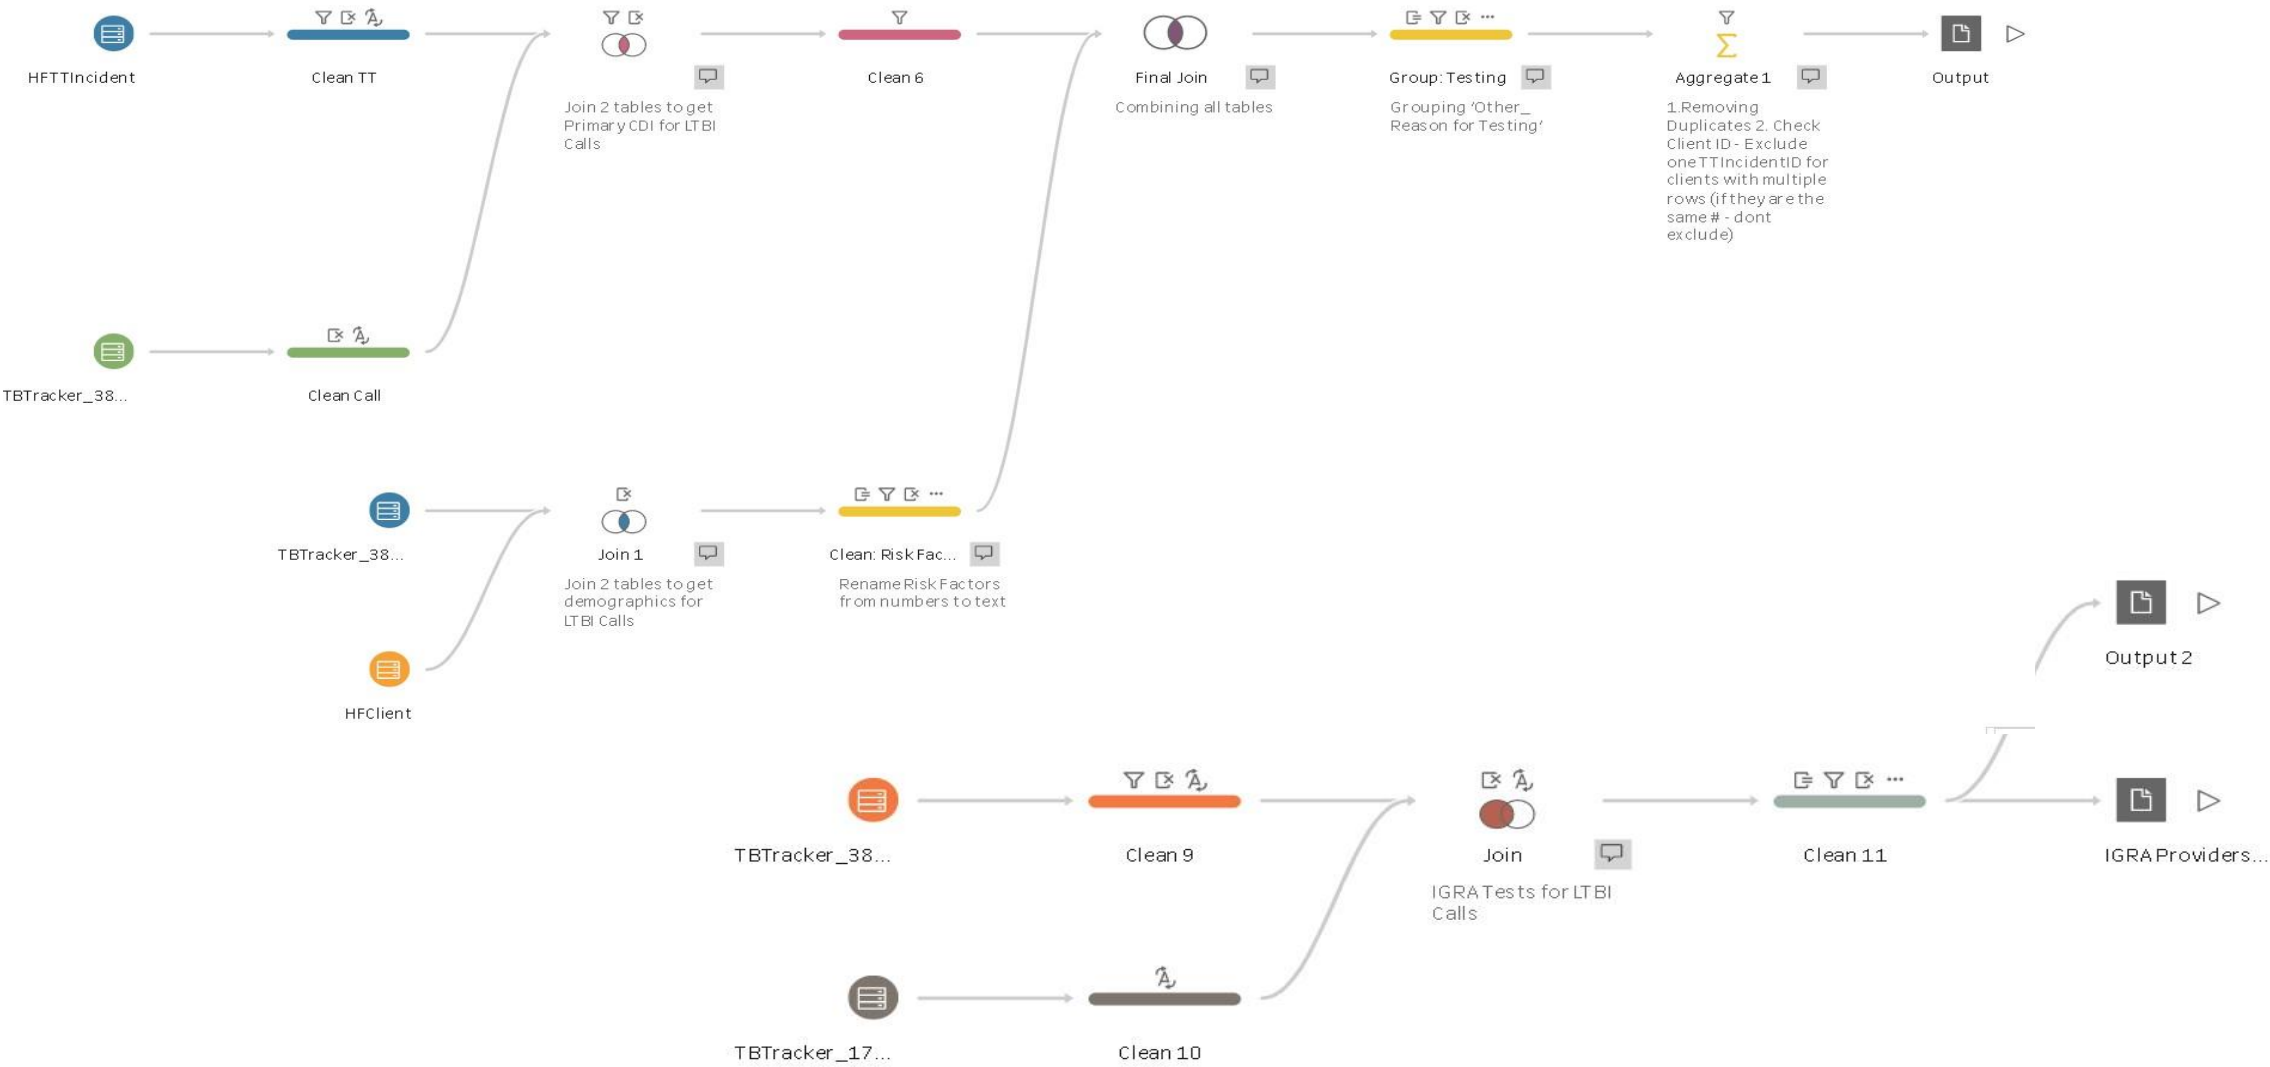 HFTTIncident
Clean TT
Join 2 tables to get
Primary CDI for LTBI
Calls
Clean 6
Final Join
Combining all tables
Group: Testing
Grouping ‘Other_
Reason for Testing’
Aggregate 1
1.Removing
Duplicates 2. Check
Client ID - Exclude
one TTIncidentID for
clients with multiple
rows (if they are the
same # - dont
exclude)
Output
TBTracker_38...
Clean Call
TBTracker_38...
Join 1
Join 2 tables to get
demographics for
LTBI Calls
Clean: Risk Fac...
Rename Risk Factors
from numbers to text
HFClient
Output 2
TBTracker_38...
Clean 9
Join
IGRA Tests for LTBI
Calls
Clean 11
IGRA Providers...
TBTracker_17...
Clean 10